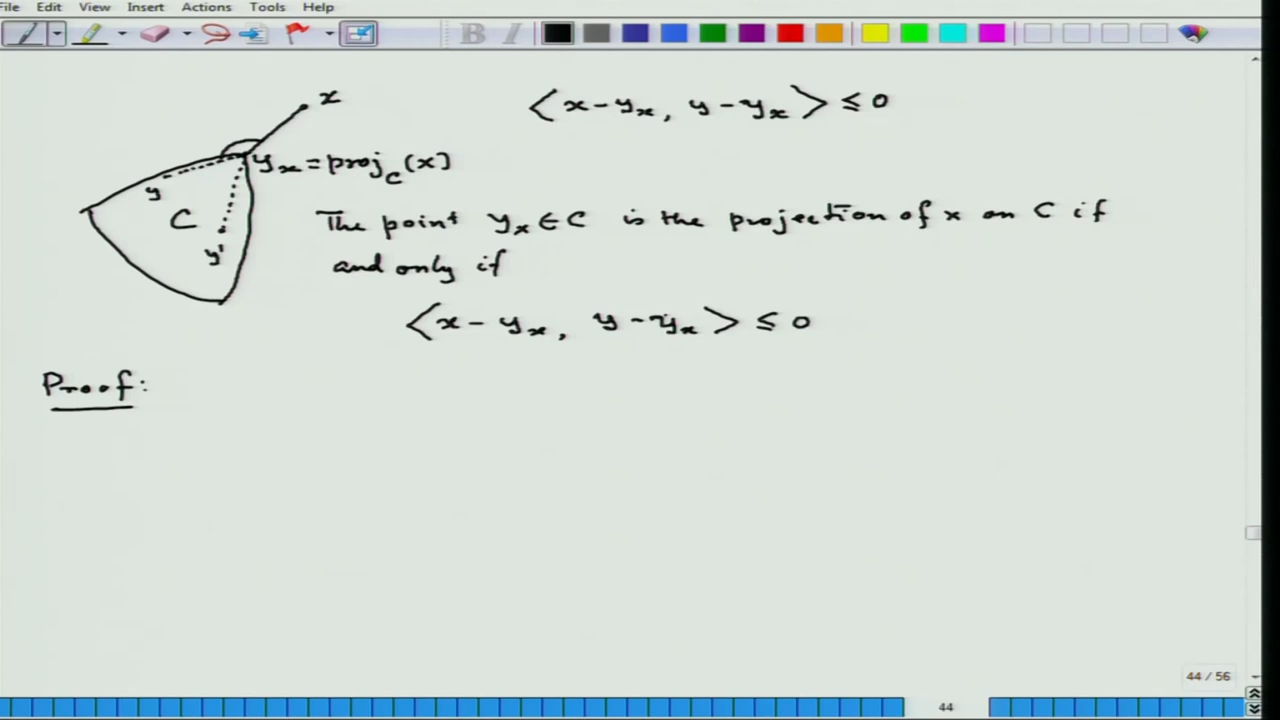 File Edit View Insert Actions Tools Help
B I
x
⟨x - yₓ, y - yₓ⟩ ≤ 0
yₓ = proj_C(x)
y
C
y'
The point yₓ ∈ C is the projection of x on C if
and only if
⟨x - yₓ, y - yₓ⟩ ≤ 0
Proof:
44 / 56
44